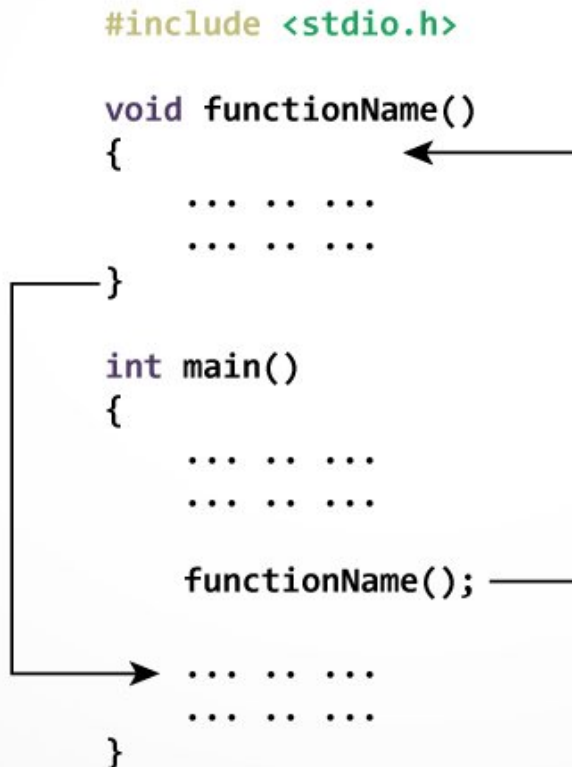 #include <stdio.h>
void functionName()
{
... .. ...
... .. ...
}
int main()
{
... .. ...
... .. ...
functionName();
... .. ...
... .. ...
}